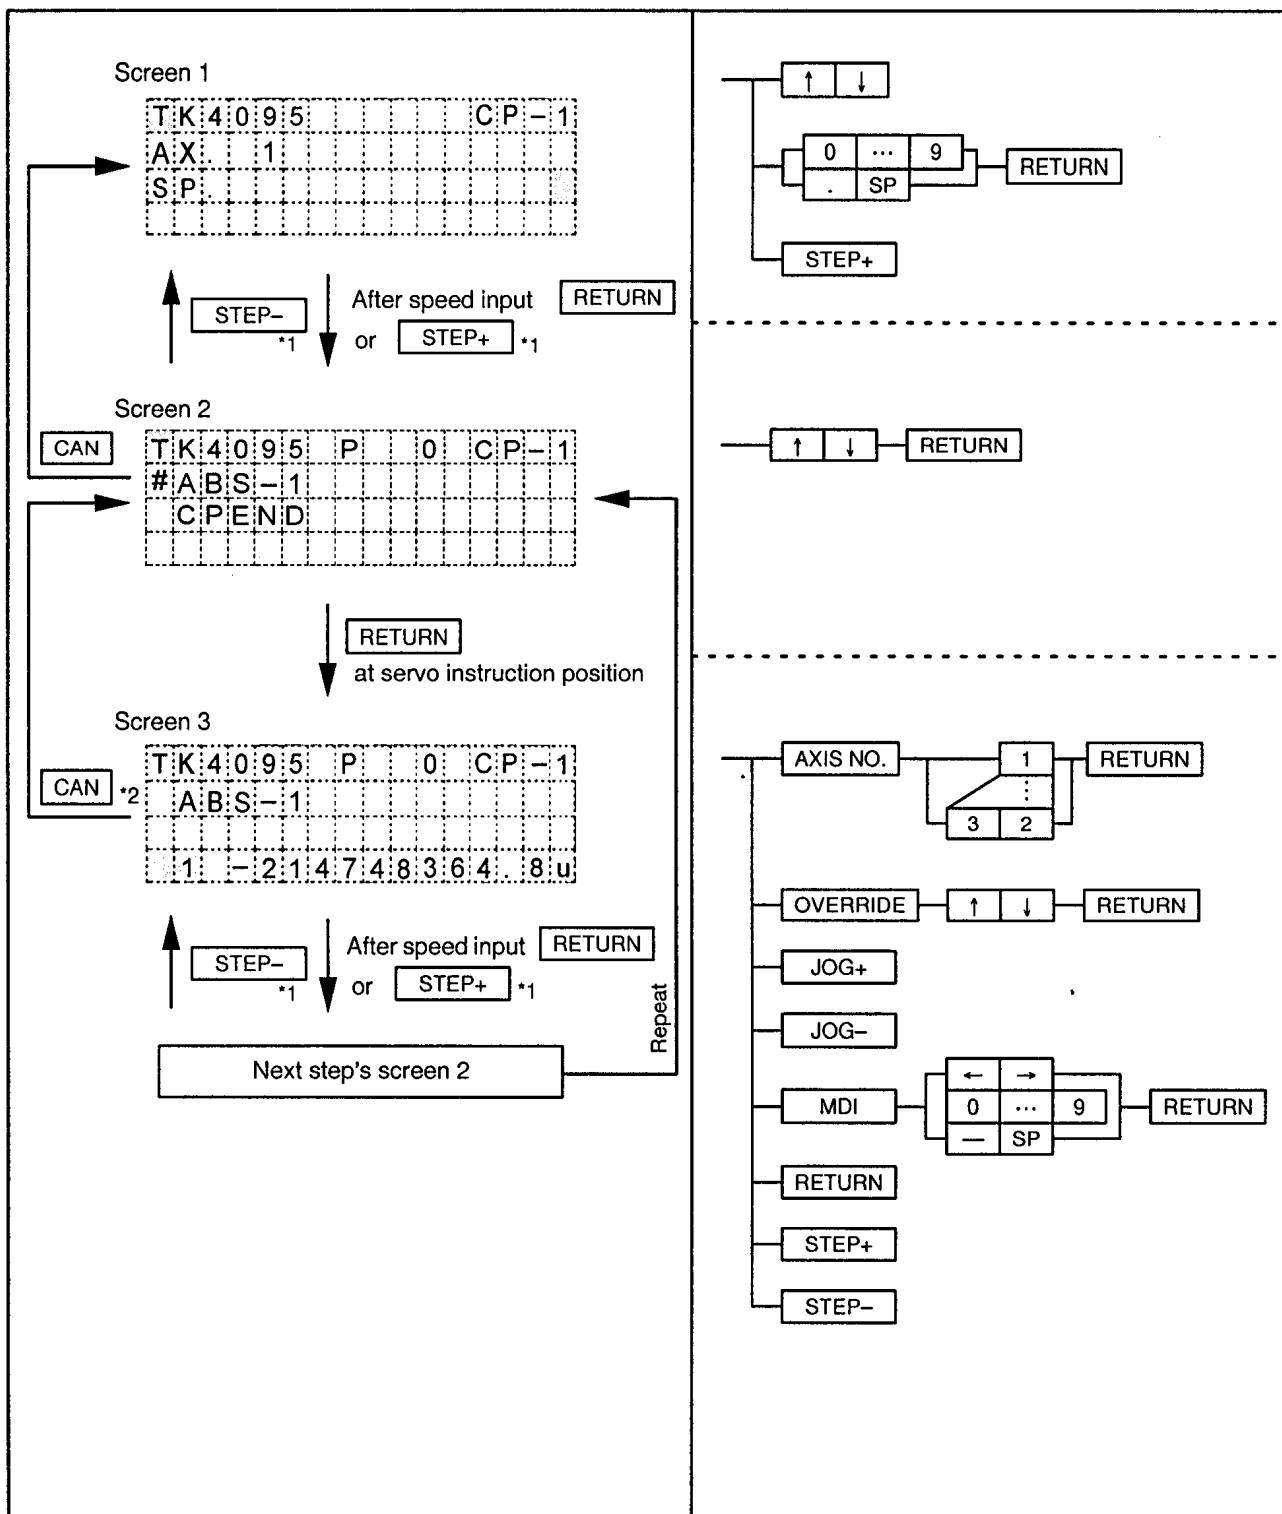 Screen 1
TK4095 CP-1
AX. 1
SP.
STEP-
*1
After speed input RETURN
or STEP+ *1
Screen 2
CAN
TK4095 P 0 CP-1
#ABS-1
CPEND
RETURN
at servo instruction position
Screen 3
CAN *2
TK4095 P 0 CP-1
ABS-1
1 -214748364.8u
STEP-
*1
After speed input RETURN
or STEP+ *1
Repeat
Next step's screen 2
↑ ↓
0 ... 9
. SP
RETURN
STEP+
↑ ↓ RETURN
AXIS NO. 1 RETURN
⋮
3 2
OVERRIDE ↑ ↓ RETURN
JOG+
JOG-
← →
MDI 0 ... 9 RETURN
— SP
RETURN
STEP+
STEP-